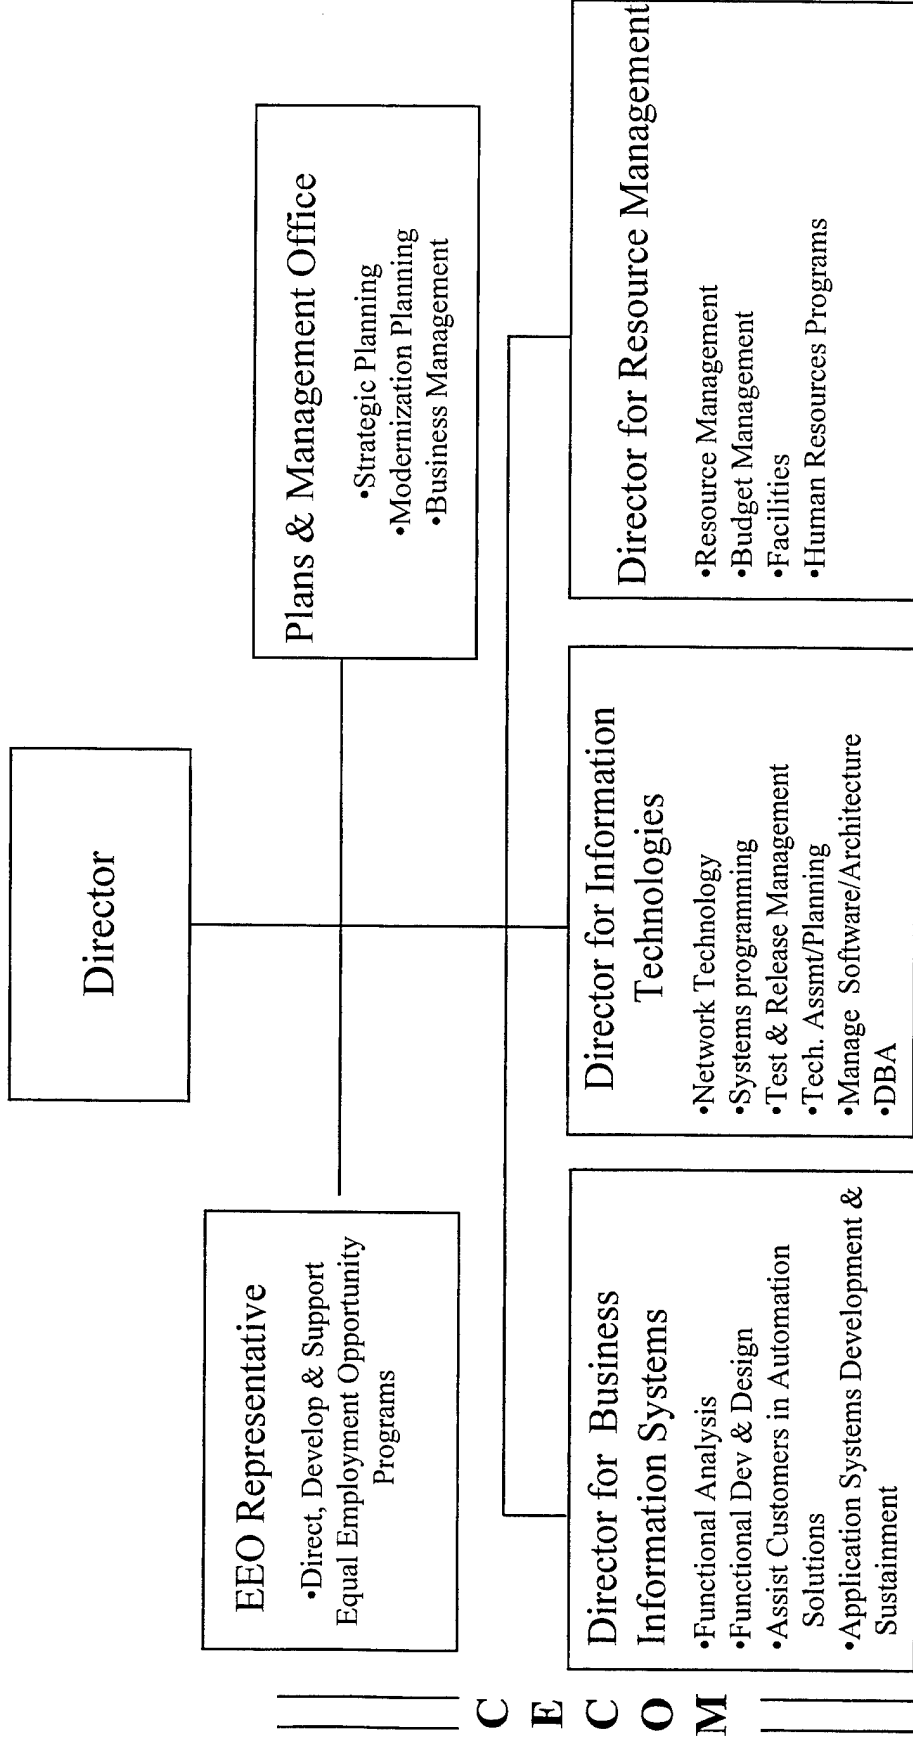 Director
EEO Representative
•Direct, Develop & Support
Equal Employment Opportunity
Programs
Plans & Management Office
•Strategic Planning
•Modernization Planning
•Business Management
C
E
C
O
M
Director for Business
Information Systems
•Functional Analysis
•Functional Dev & Design
•Assist Customers in Automation
Solutions
•Application Systems Development &
Sustainment
Director for Information
Technologies
•Network Technology
•Systems programming
•Test & Release Management
•Tech. Assmt/Planning
•Manage Software/Architecture
•DBA
Director for Resource Management
•Resource Management
•Budget Management
•Facilities
•Human Resources Programs